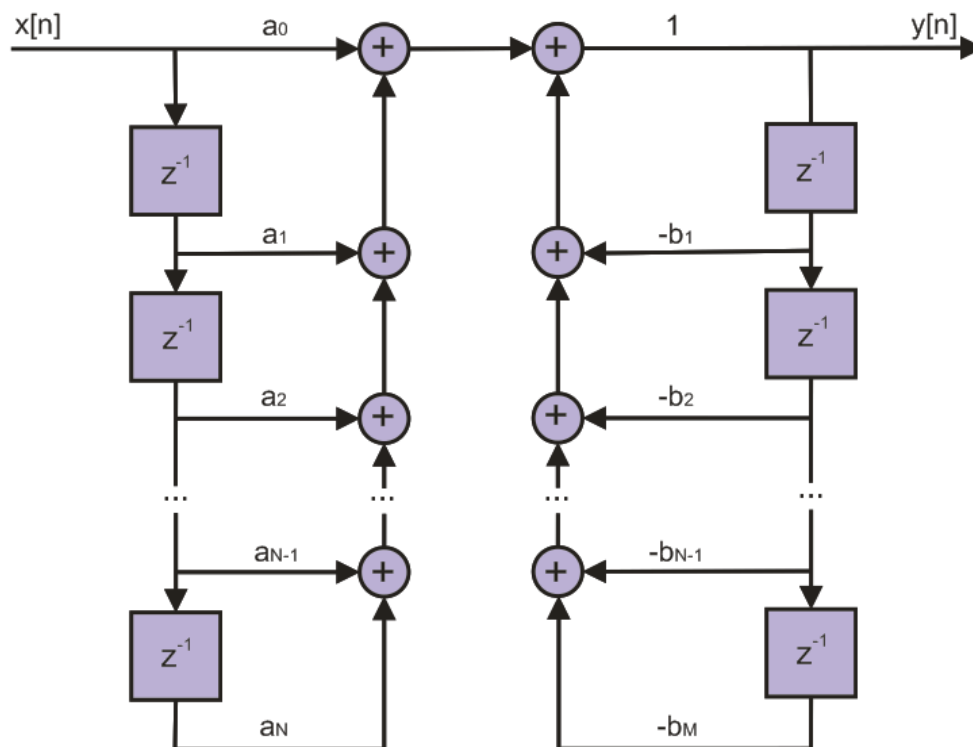 x[n] a₀ + + 1 y[n]
z⁻¹ z⁻¹
a₁ + + -b₁
z⁻¹ z⁻¹
a₂ + + -b₂
... ... ... ...
aN-1 + + -bN-1
z⁻¹ z⁻¹
aN -bM